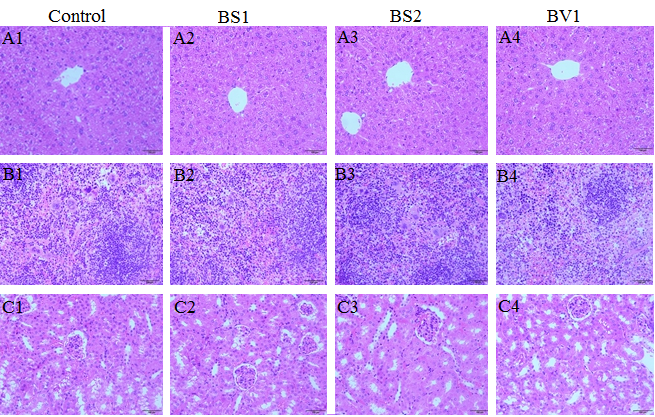 Control BS1 BS2 BV1
A1 A2 A3 A4
B1 B2 B3 B4
C1 C2 C3 C4